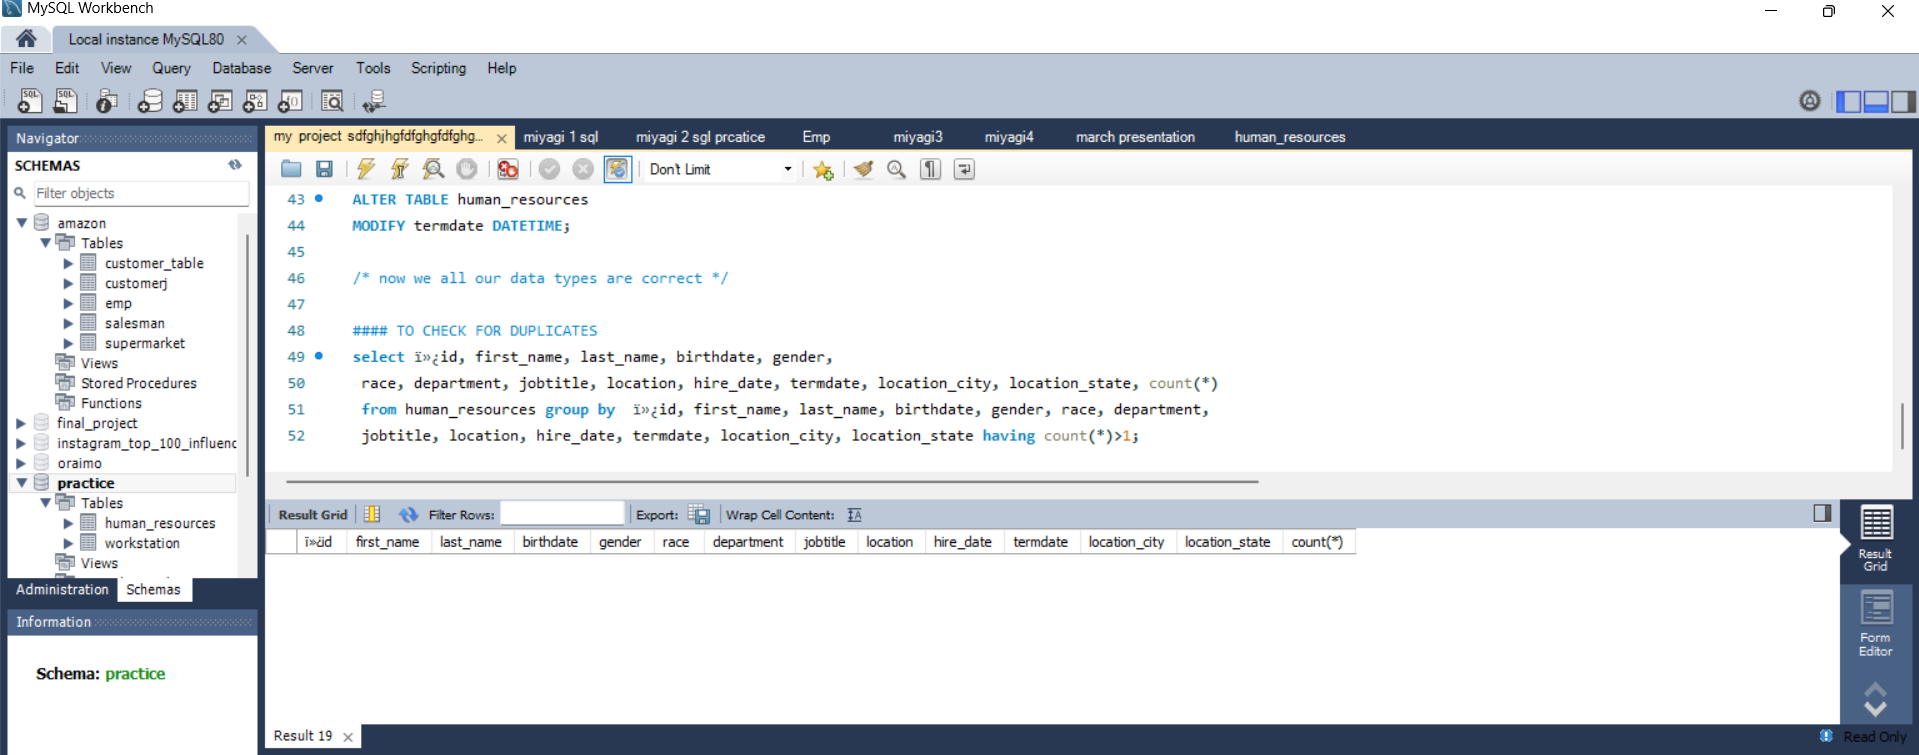 MySQL Workbench
Local instance MySQL80
File Edit View Query Database Server Tools Scripting Help
Navigator
SCHEMAS
Filter objects
amazon
Tables
customer_table
customerj
emp
salesman
supermarket
Views
Stored Procedures
Functions
final_project
instagram_top_100_influenc
oraimo
practice
Tables
human_resources
workstation
Views
Administration Schemas
Information
Schema: practice
my project sdfghjhgfdfghgfdfghg... miyagi 1 sql miyagi 2 sgl prcatice Emp miyagi3 miyagi4 march presentation human_resources
Don't Limit
43 ALTER TABLE human_resources
44 MODIFY termdate DATETIME;
45
46 /* now we all our data types are correct */
47
48 #### TO CHECK FOR DUPLICATES
49 select ï»¿id, first_name, last_name, birthdate, gender,
50 race, department, jobtitle, location, hire_date, termdate, location_city, location_state, count(*)
51 from human_resources group by ï»¿id, first_name, last_name, birthdate, gender, race, department,
52 jobtitle, location, hire_date, termdate, location_city, location_state having count(*)>1;
Result Grid Filter Rows: Export: Wrap Cell Content:
ï»¿id first_name last_name birthdate gender race department jobtitle location hire_date termdate location_city location_state count(*)
Result
Grid
Form
Editor
Result 19
Read Only